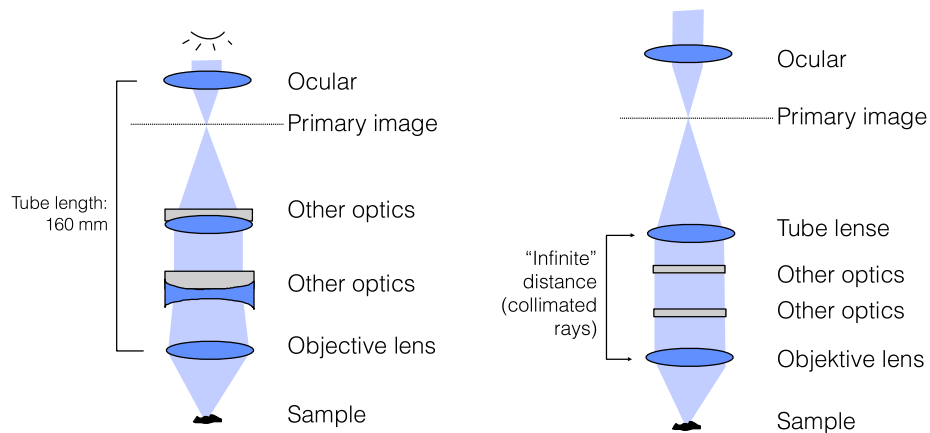 Ocular
Primary image
Tube length:
160 mm
Other optics
Other optics
Objective lens
Sample
Ocular
Primary image
Tube lense
“Infinite”
distance
(collimated
rays)
Other optics
Other optics
Objektive lens
Sample